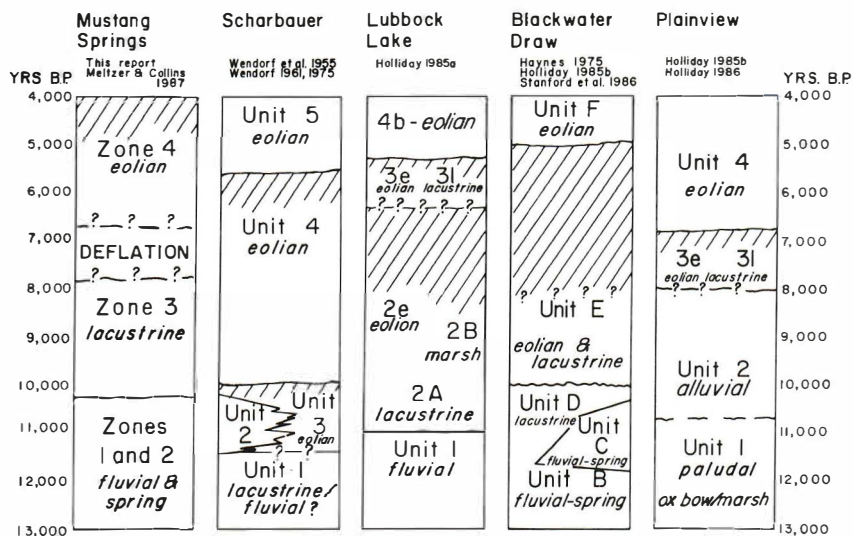 Mustang
Springs
This report
Meltzer & Collins
1987
Scharbauer
Wendorf et al. 1955
Wendorf 1961, 1975
Lubbock
Lake
Holliday 1985a
Blackwater
Draw
Haynes 1975
Holliday 1985b
Stanford et al. 1986
Plainview
Holliday 1985b
Holliday 1986
YRS B.P.
4,000
5,000
6,000
7,000
8,000
9,000
10,000
11,000
12,000
13,000
Zone 4
eolian
? ? ?
DEFLATION
? ? ?
Zone 3
lacustrine
Zones
1 and 2
fluvial &
spring
Unit 5
eolian
Unit 4
eolian
Unit
2
Unit
3
eolian
? ?
Unit 1
lacustrine/
fluvial ?
4b - eolian
3e 3l
eolian lacustrine
? ? ? ? ?
2e
eolian
2B
marsh
2A
lacustrine
Unit 1
fluvial
Unit F
eolian
? ? ? ?
Unit E
eolian &
lacustrine
Unit D
lacustrine
Unit
C
fluvial-spring
Unit B
fluvial-spring
Unit 4
eolian
3e 3l
eolian lacustrine
? ? ?
Unit 2
alluvial
Unit 1
paludal
ox bow/marsh
YRS. B.P.
4,000
5,000
6,000
7,000
8,000
9,000
10,000
11,000
12,000
13,000